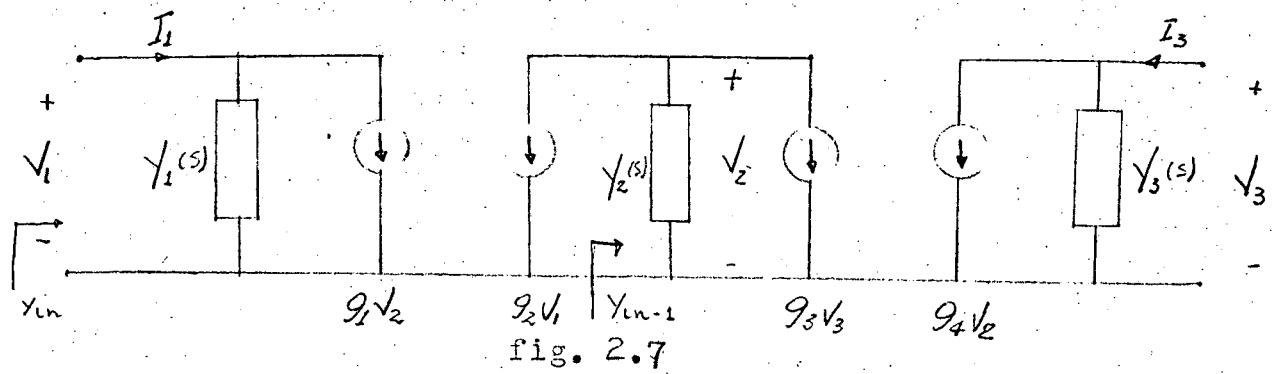 I₁
I₃
+ + +
V₁ Y₁(s) Y₂(s) V₂ Y₃(s) V₃
- - -
Yin g₁V₂ g₂V₁ Yin-1 g₃V₃ g₄V₂
fig. 2.7